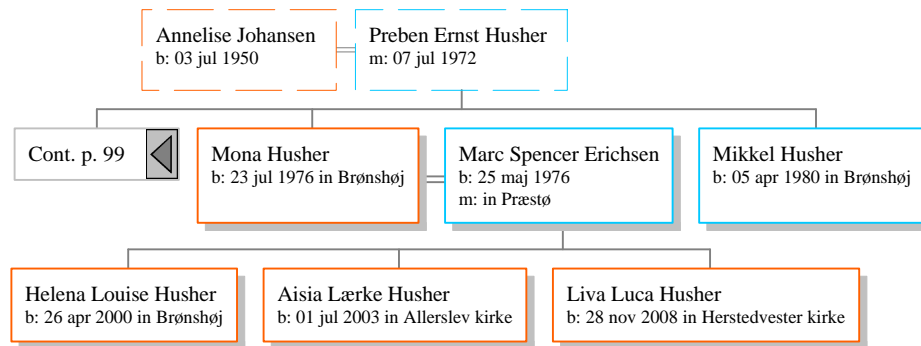 Annelise Johansen
b: 03 jul 1950
Preben Ernst Husher
m: 07 jul 1972
Cont. p. 99
Mona Husher
b: 23 jul 1976 in Brønshøj
Marc Spencer Erichsen
b: 25 maj 1976
m: in Præstø
Mikkel Husher
b: 05 apr 1980 in Brønshøj
Helena Louise Husher
b: 26 apr 2000 in Brønshøj
Aisia Lærke Husher
b: 01 jul 2003 in Allerslev kirke
Liva Luca Husher
b: 28 nov 2008 in Herstedvester kirke